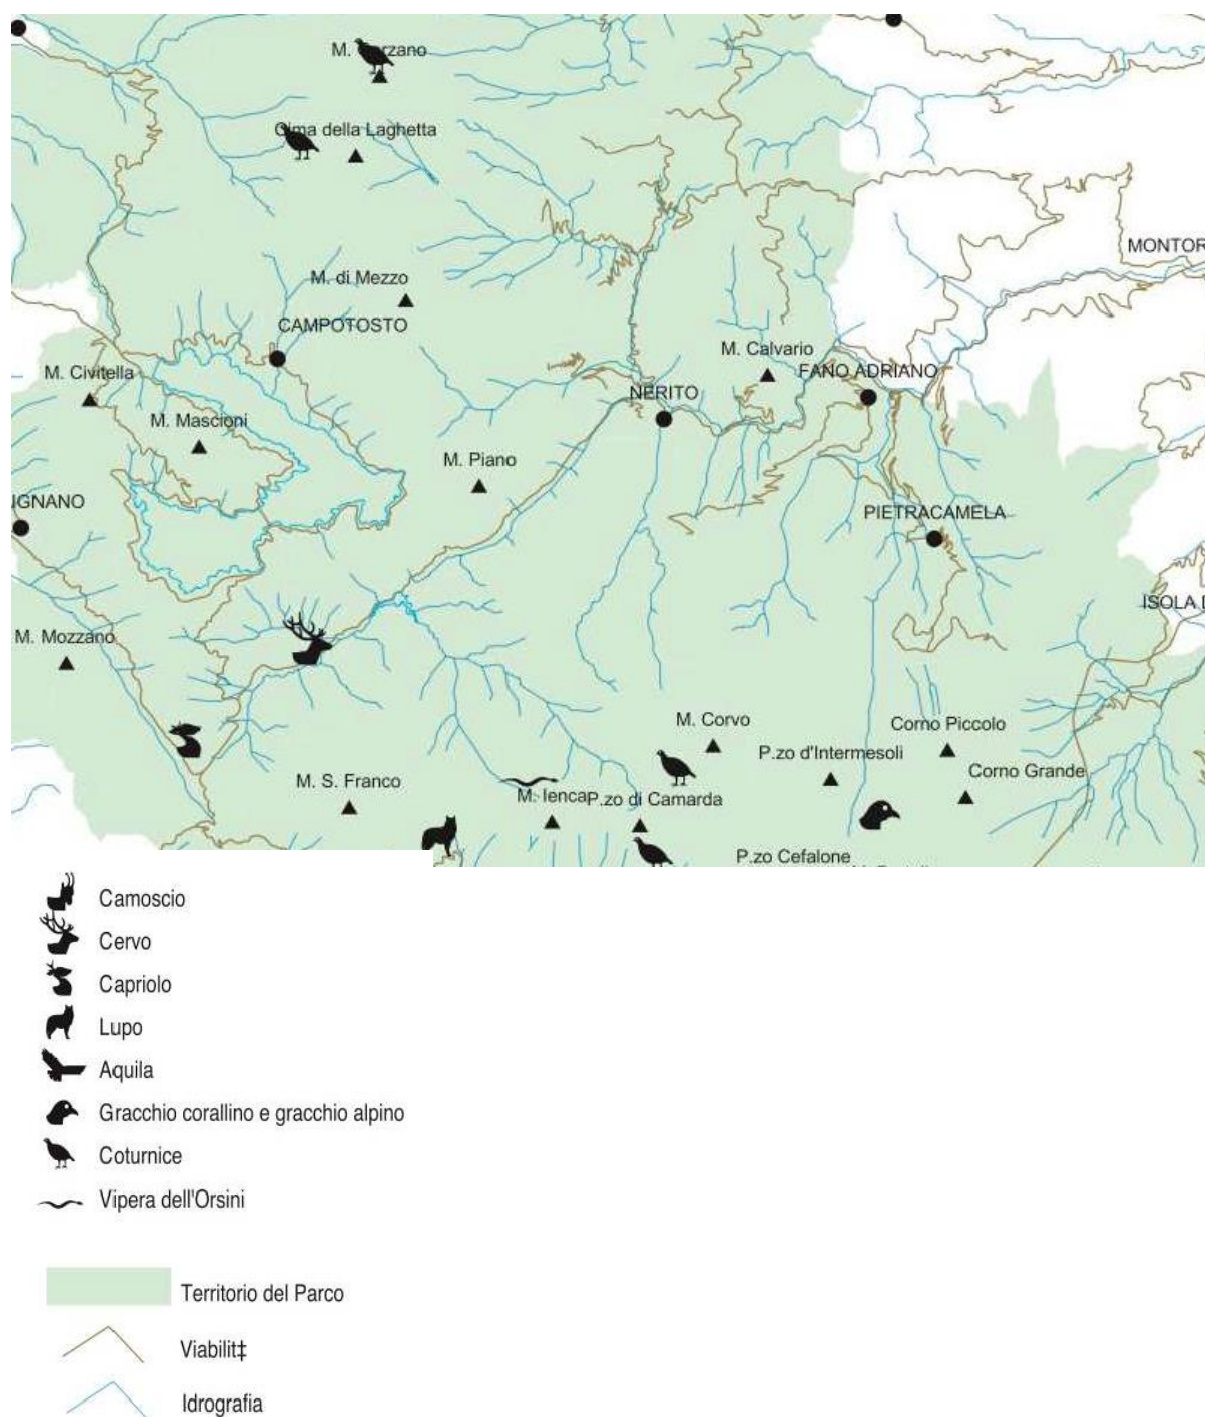 Cima della Laghetta
MONTOR
M. di Mezzo
CAMPOTOSTO
M. Calvario
M. Civitella
FANO ADRIANO
NERITO
M. Mascioni
M. Piano
IGNANO
PIETRACAMELA
ISOLA D
M. Mozzano
M. Corvo
Corno Piccolo
P.zo d'Intermesoli
Corno Grande
M. S. Franco
M. Ienca
P.zo di Camarda
P.zo Cefalone
Camoscio
Cervo
Capriolo
Lupo
Aquila
Gracchio corallino e gracchio alpino
Coturnice
Vipera dell'Orsini
Territorio del Parco
Viabilit‡
Idrografia